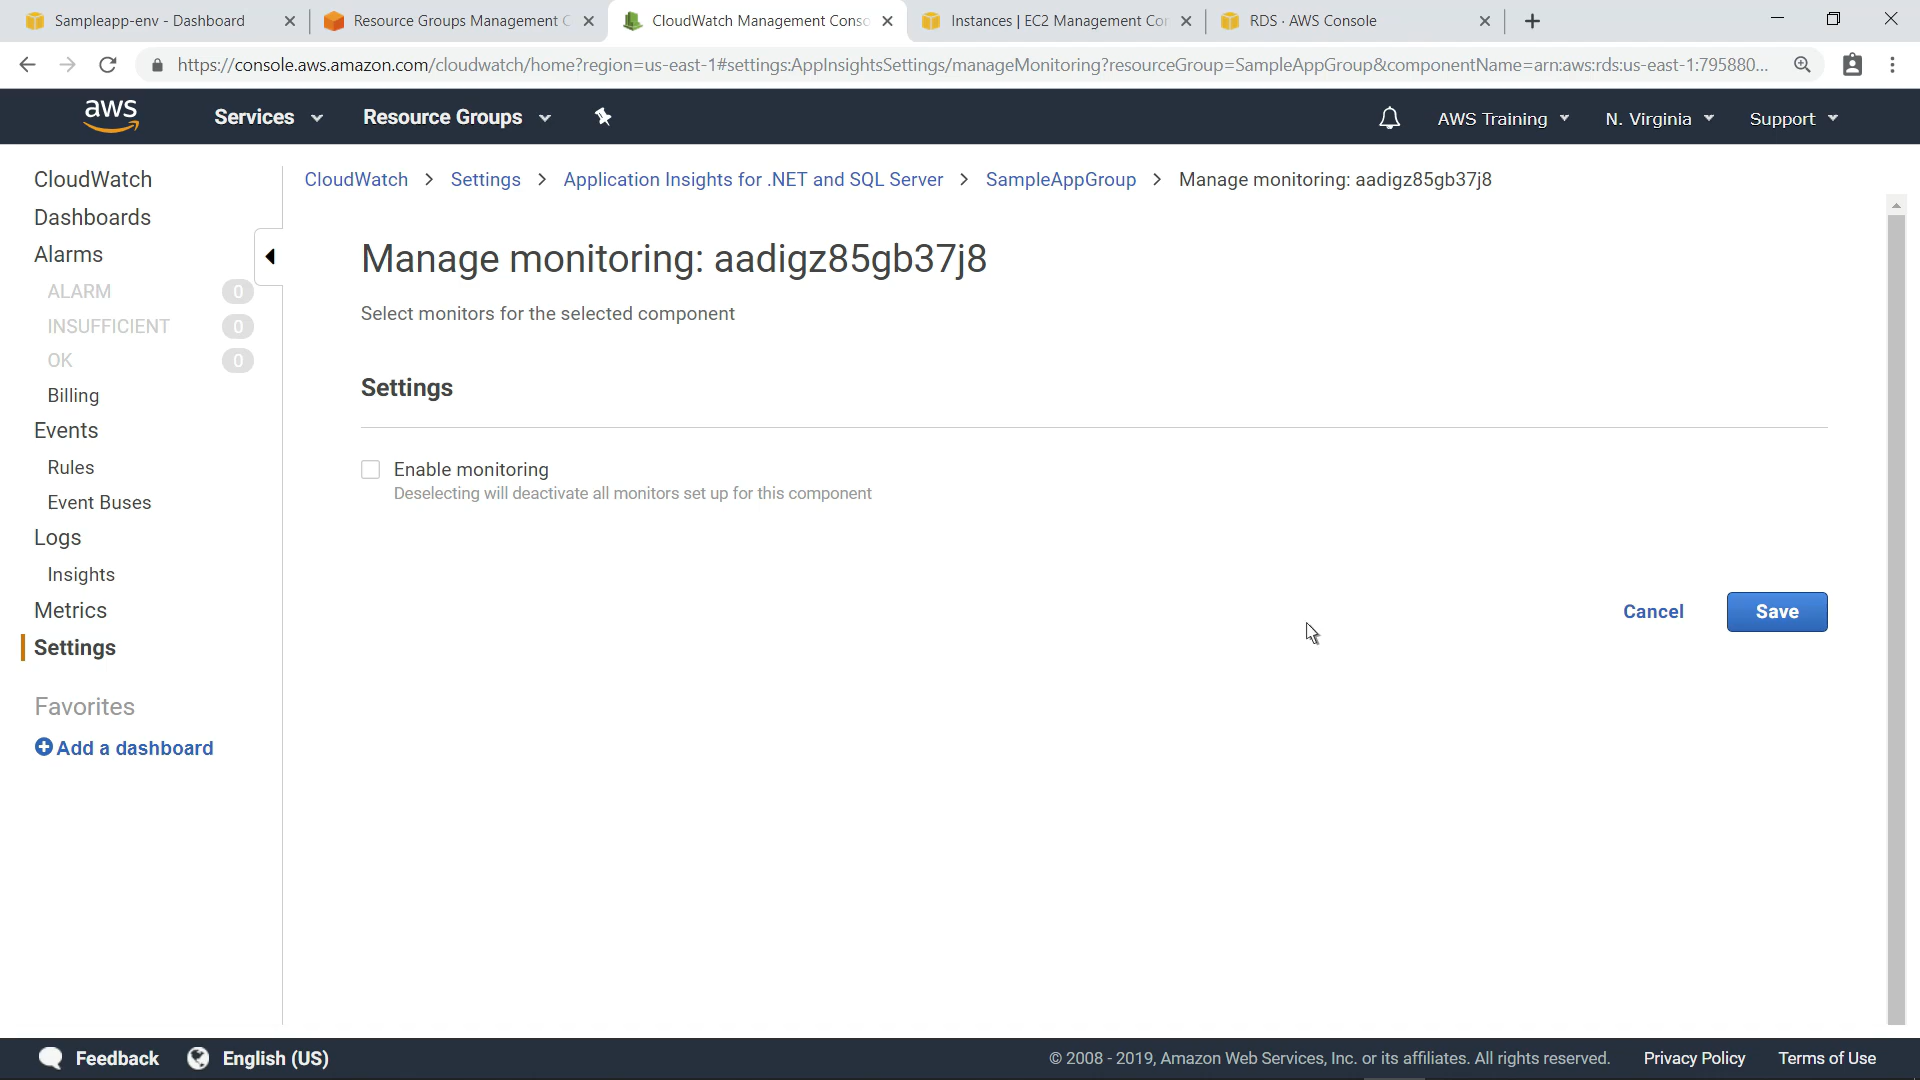 Sampleapp-env - Dashboard
Resource Groups Management C
CloudWatch Management Conso
Instances | EC2 Management Con
RDS · AWS Console
https://console.aws.amazon.com/cloudwatch/home?region=us-east-1#settings:AppInsightsSettings/manageMonitoring?resourceGroup=SampleAppGroup&componentName=arn:aws:rds:us-east-1:795880...
aws
Services
Resource Groups
AWS Training
N. Virginia
Support
CloudWatch
Dashboards
Alarms
ALARM 0
INSUFFICIENT 0
OK 0
Billing
Events
Rules
Event Buses
Logs
Insights
Metrics
Settings
Favorites
Add a dashboard
CloudWatch > Settings > Application Insights for .NET and SQL Server > SampleAppGroup > Manage monitoring: aadigz85gb37j8
Manage monitoring: aadigz85gb37j8
Select monitors for the selected component
Settings
Enable monitoring
Deselecting will deactivate all monitors set up for this component
Cancel
Save
Feedback
English (US)
© 2008 - 2019, Amazon Web Services, Inc. or its affiliates. All rights reserved.
Privacy Policy
Terms of Use